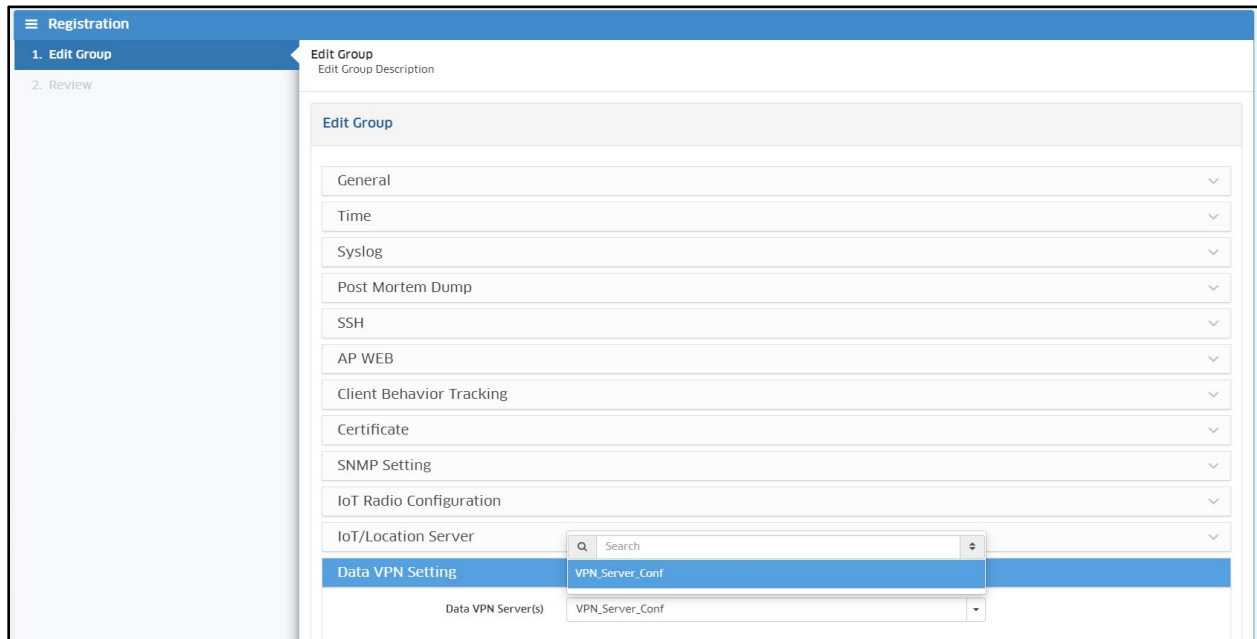 Registration
1. Edit Group
2. Review
Edit Group
Edit Group Description
Edit Group
General
Time
Syslog
Post Mortem Dump
SSH
AP WEB
Client Behavior Tracking
Certificate
SNMP Setting
IoT Radio Configuration
IoT/Location Server
Search
Data VPN Setting
VPN_Server_Conf
Data VPN Server(s) VPN_Server_Conf